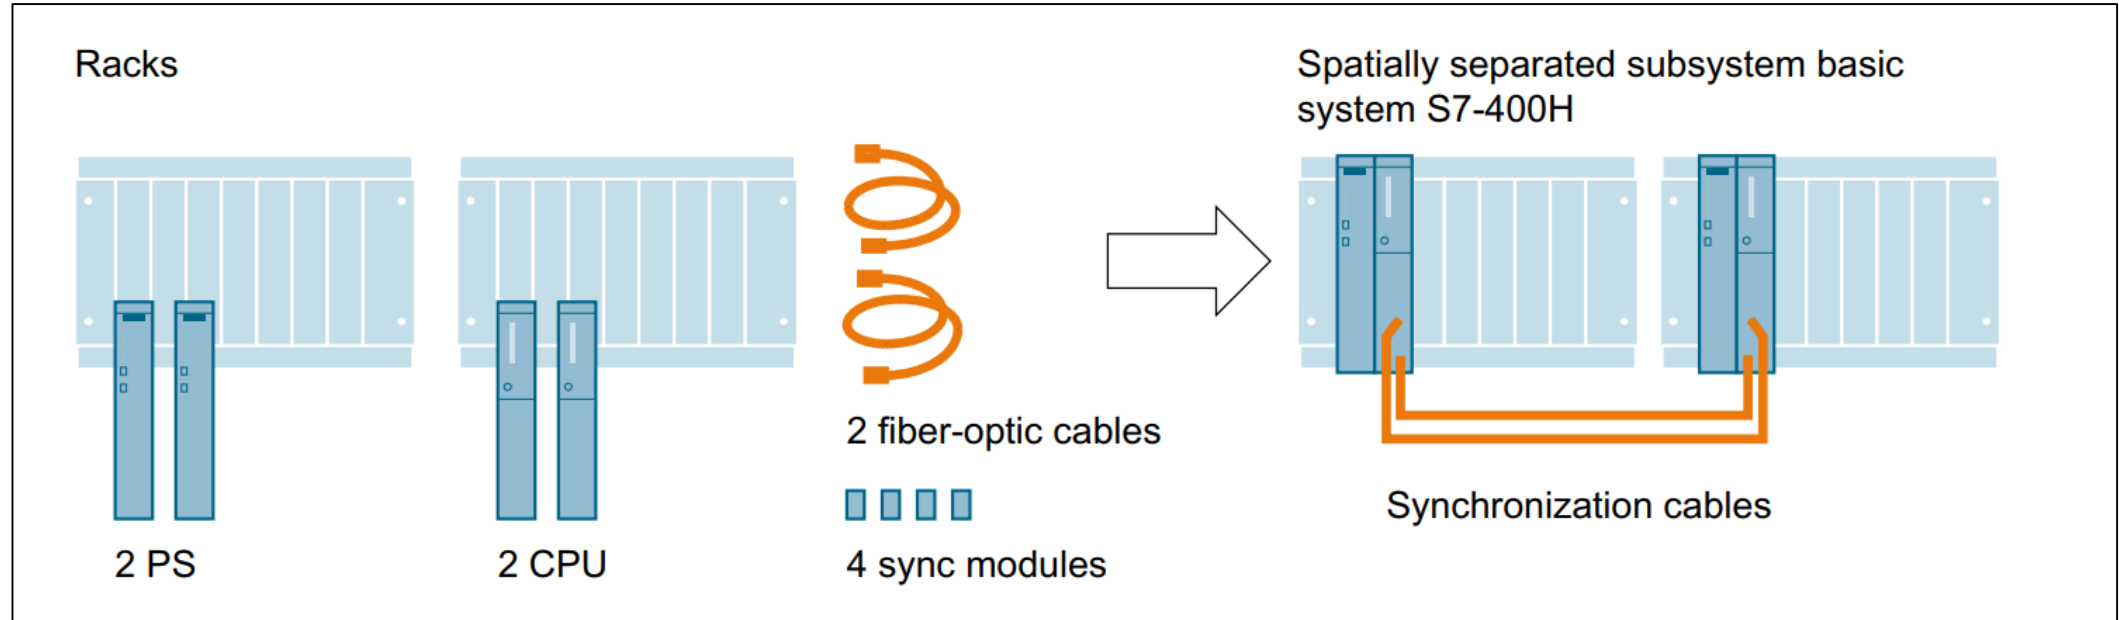 Racks
Spatially separated subsystem basic
system S7-400H
2 fiber-optic cables
Synchronization cables
2 PS
2 CPU
4 sync modules